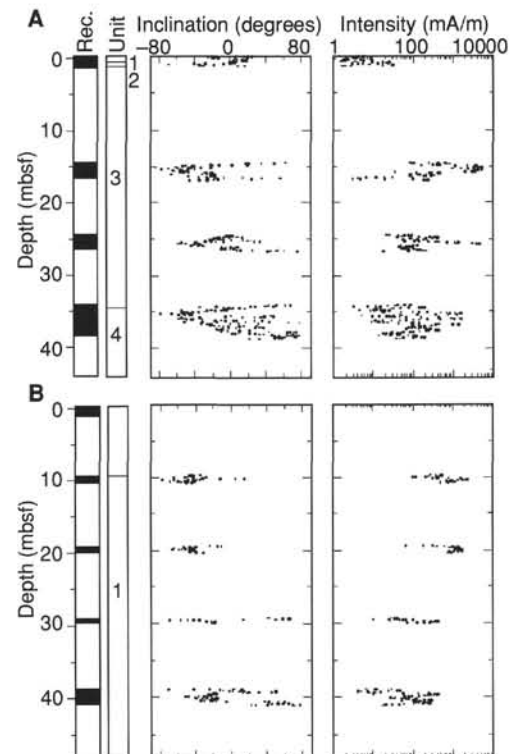 A
Rec.
Unit
Inclination (degrees)
Intensity (mA/m)
−80 0 80
1 100 10000
Depth (mbsf)
0
10
20
30
40
1
2
3
4
B
Depth (mbsf)
0
10
20
30
40
1